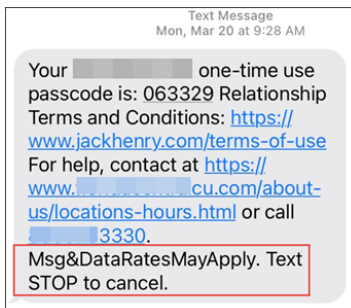 Text Message
Mon, Mar 20 at 9:28 AM
Your one-time use
passcode is: 063329 Relationship
Terms and Conditions: https://
www.jackhenry.com/terms-of-use
For help, contact at https://
www. cu.com/about-
us/locations-hours.html or call
3330.
Msg&DataRatesMayApply. Text
STOP to cancel.